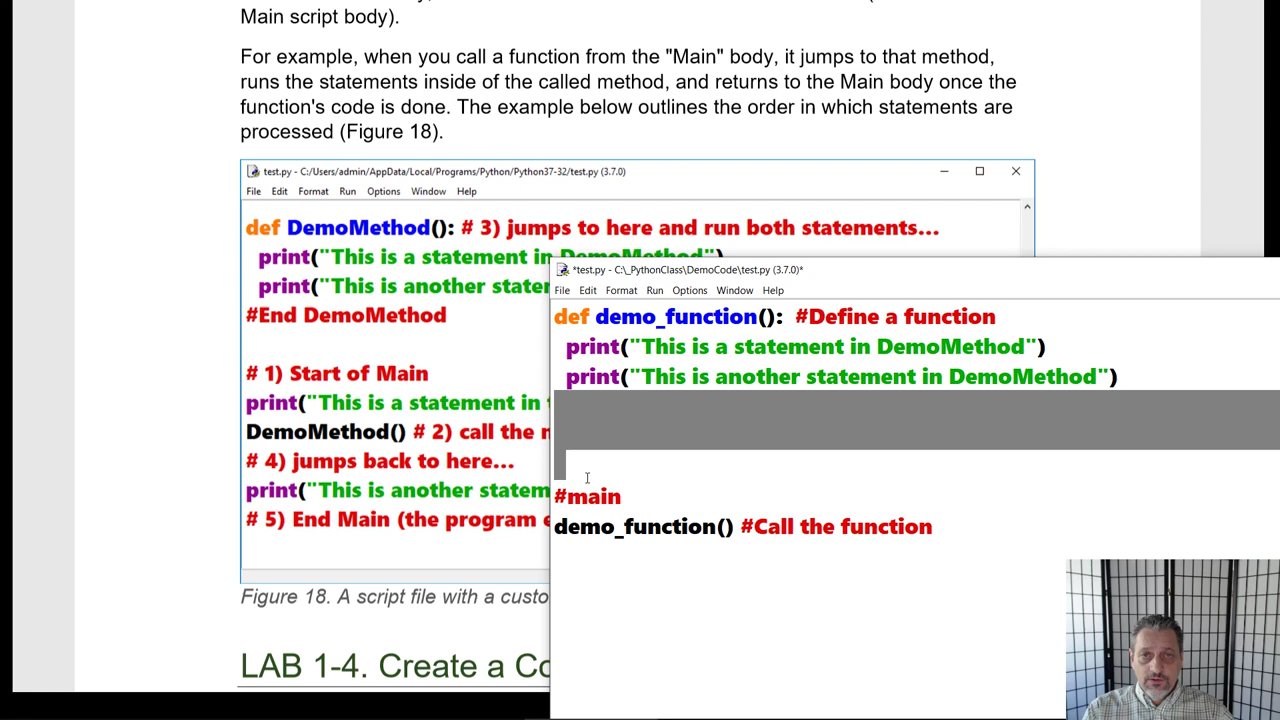 Main script body).
For example, when you call a function from the "Main" body, it jumps to that method,
runs the statements inside of the called method, and returns to the Main body once the
function's code is done. The example below outlines the order in which statements are
processed (Figure 18).
test.py - C:/Users/admin/AppData/Local/Programs/Python/Python37-32/test.py (3.7.0)
File Edit Format Run Options Window Help
def DemoMethod(): # 3) jumps to here and run both statements...
print("This is a statement in DemoMethod")
print("This is another
#End DemoMethod
# 1) Start of Main
print("This is a statement in
DemoMethod() # 2) call the
# 4) jumps back to here...
print("This is another
# 5) End Main (the program
Figure 18. A script file with a
LAB 1-4. Create a
*test.py - C:\_PythonClass\DemoCode\test.py (3.7.0)*
File Edit Format Run Options Window Help
def demo_function(): #Define a function
print("This is a statement in DemoMethod")
print("This is another statement in DemoMethod")
#main
demo_function() #Call the function